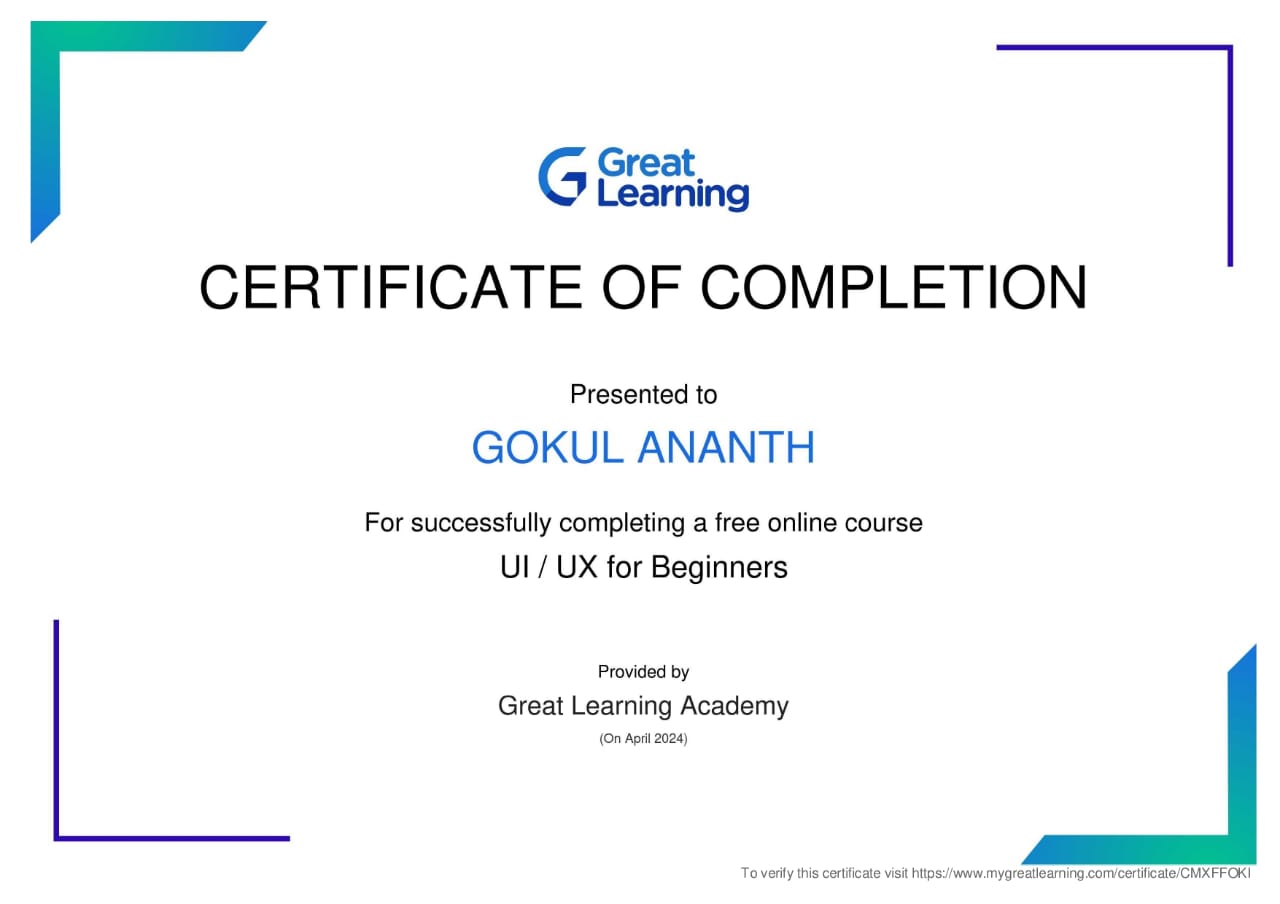 Great
Learning
CERTIFICATE OF COMPLETION
Presented to
GOKUL ANANTH
For successfully completing a free online course
UI / UX for Beginners
Provided by
Great Learning Academy
(On April 2024)
To verify this certificate visit https://www.mygreatlearning.com/certificate/CMXFFOKI